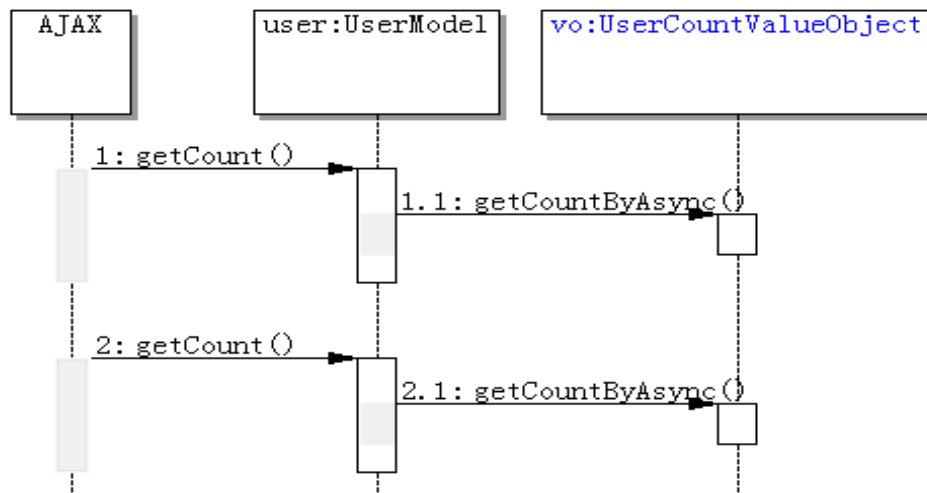 AJAX
user:UserModel
vo:UserCountValueObject
1: getCount()
1.1: getCountByAsync()
2: getCount()
2.1: getCountByAsync()